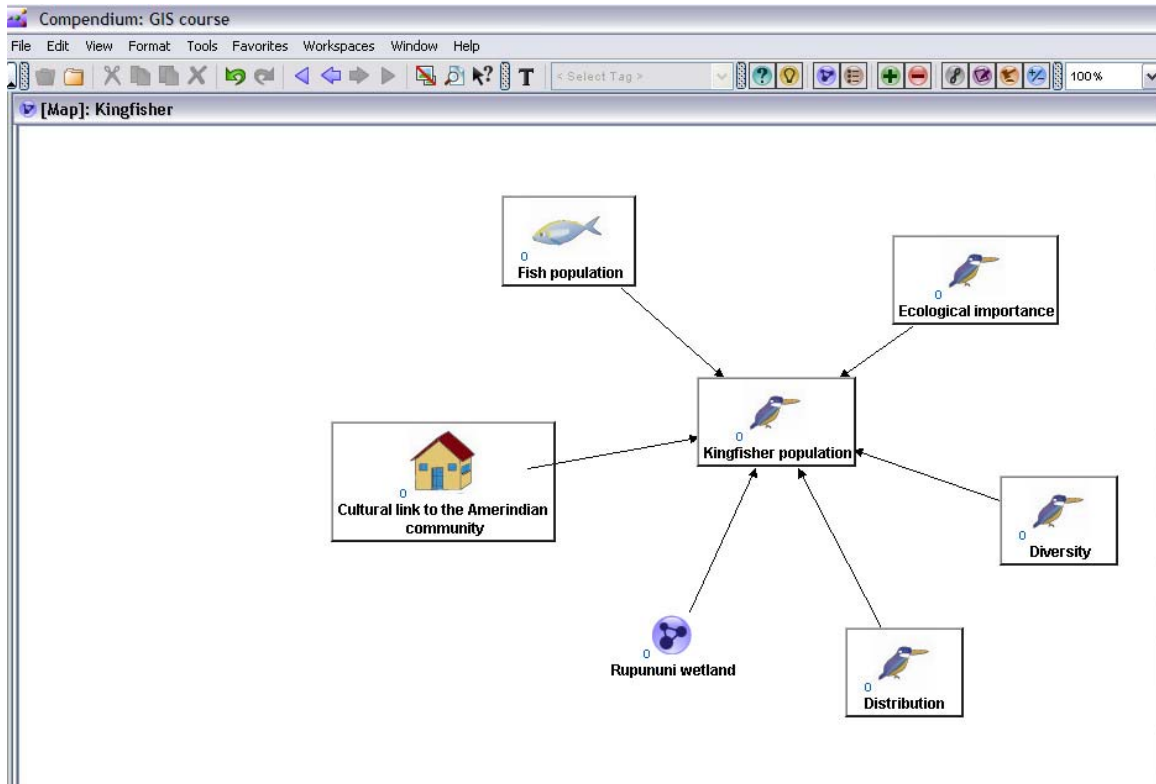 Compendium: GIS course
File Edit View Format Tools Favorites Workspaces Window Help
T < Select Tag > 100%
[Map]: Kingfisher
0
Fish population
0
Ecological importance
0
Kingfisher population
0
Cultural link to the Amerindian
community
0
Diversity
0
Rupununi wetland
0
Distribution